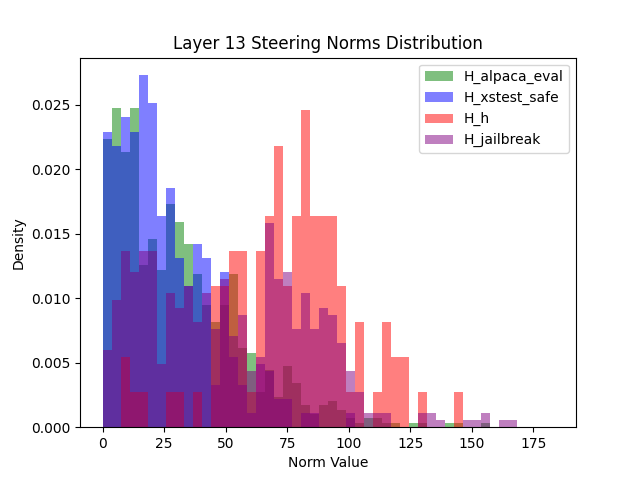 Layer 13 Steering Norms Distribution
H_alpaca_eval
H_xstest_safe
H_h
H_jailbreak
Density
0.025
0.020
0.015
0.010
0.005
0.000
0 25 50 75 100 125 150 175
Norm Value